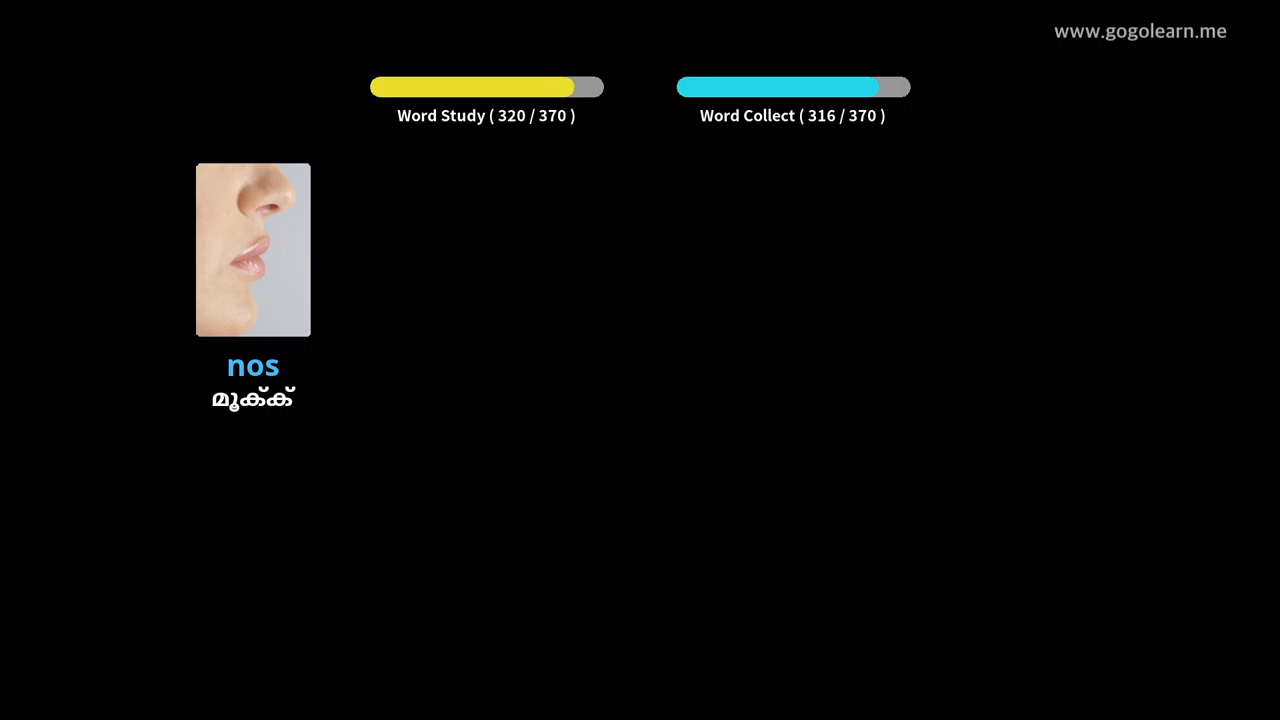 www.gogolearn.me
Word Study ( 320 / 370 )
Word Collect ( 316 / 370 )
nos
മൂക്ക്